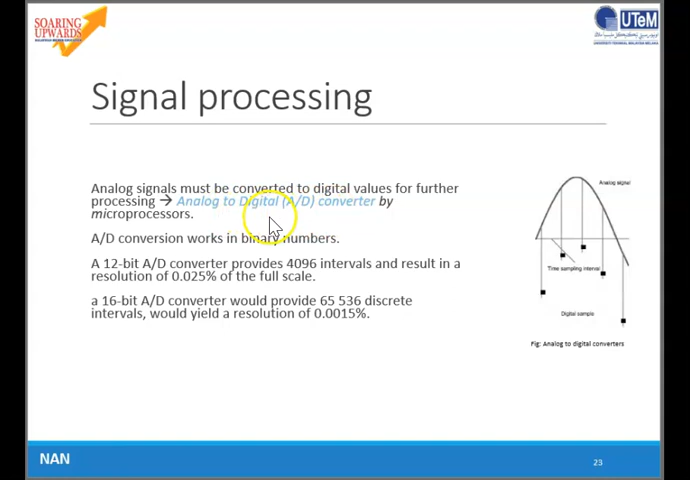 SOARING
UPWARDS
UTeM
Signal processing
Analog signals must be converted to digital values for further
processing → Analog to Digital (A/D) converter by
microprocessors.
A/D conversion works in binary numbers.
A 12-bit A/D converter provides 4096 intervals and result in a
resolution of 0.025% of the full scale.
a 16-bit A/D converter would provide 65 536 discrete
intervals, would yield a resolution of 0.0015%.
Analog signal
Time sampling interval
Digital sample
Fig: Analog to digital converters
NAN
23